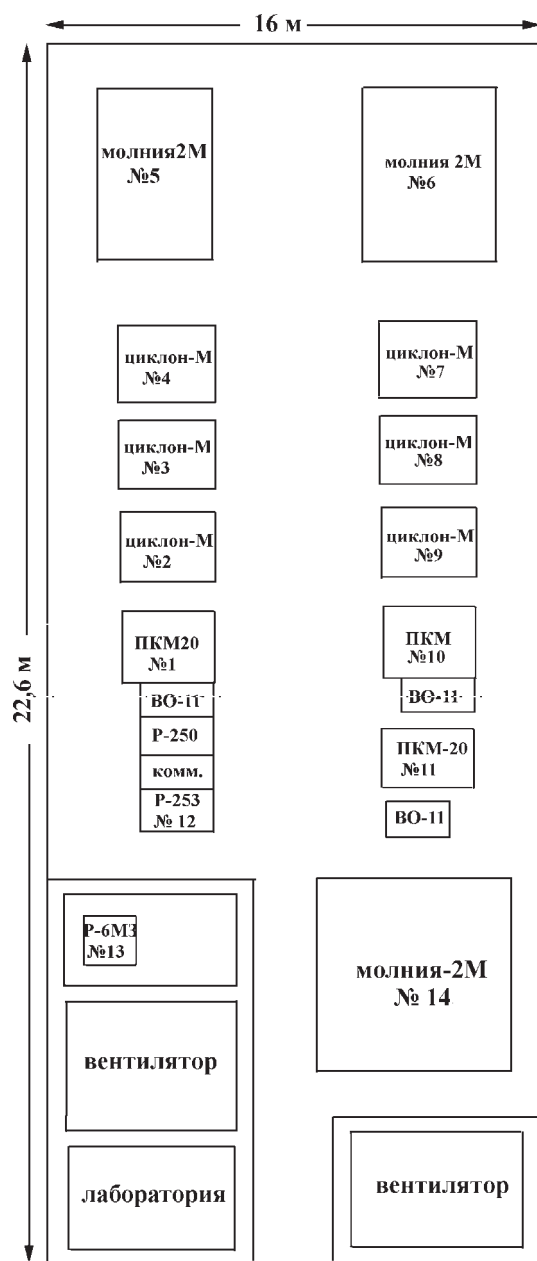 16 м
22,6 м
молния2М
№5
молния 2М
№6
циклон-М
№4
циклон-М
№7
циклон-М
№3
циклон-М
№8
циклон-М
№2
циклон-М
№9
ПКМ20
№1
ПКМ
№10
ВО-11
ВО-11
Р-250
ПКМ-20
№11
комм.
Р-253
№ 12
ВО-11
Р-6М3
№13
молния-2М
№ 14
вентилятор
лаборатория
вентилятор